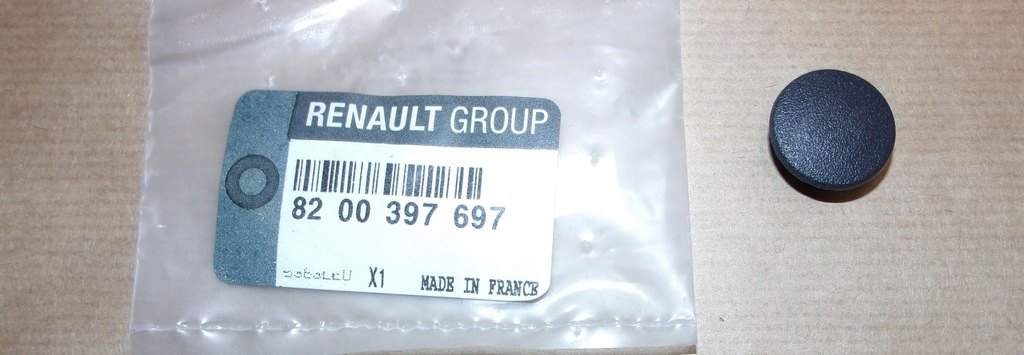 RENAULT GROUP
82 00 397 697
X1 MADE IN FRANCE